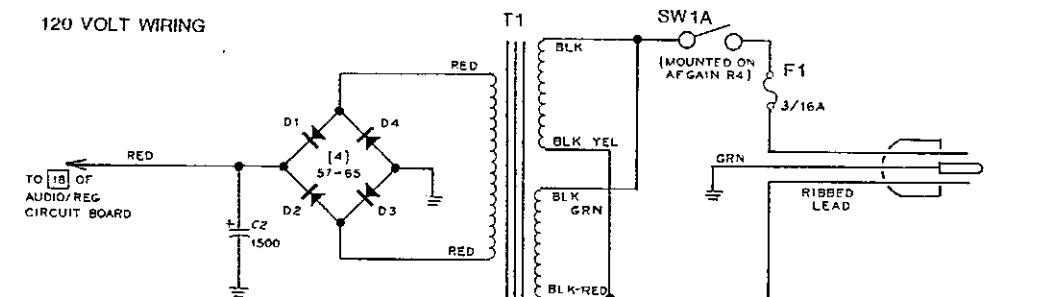 120 VOLT WIRING
T1
SW1A
BLK
(MOUNTED ON
AFGAIN R4)
F1
3/16A
RED
D1
D4
[4]
57-65
RED
TO 18 OF
AUDIO/REG
CIRCUIT BOARD
D2
D3
+
C2
1500
RED
BLK YEL
BLK
GRN
BLK-RED
GRN
RIBBED
LEAD